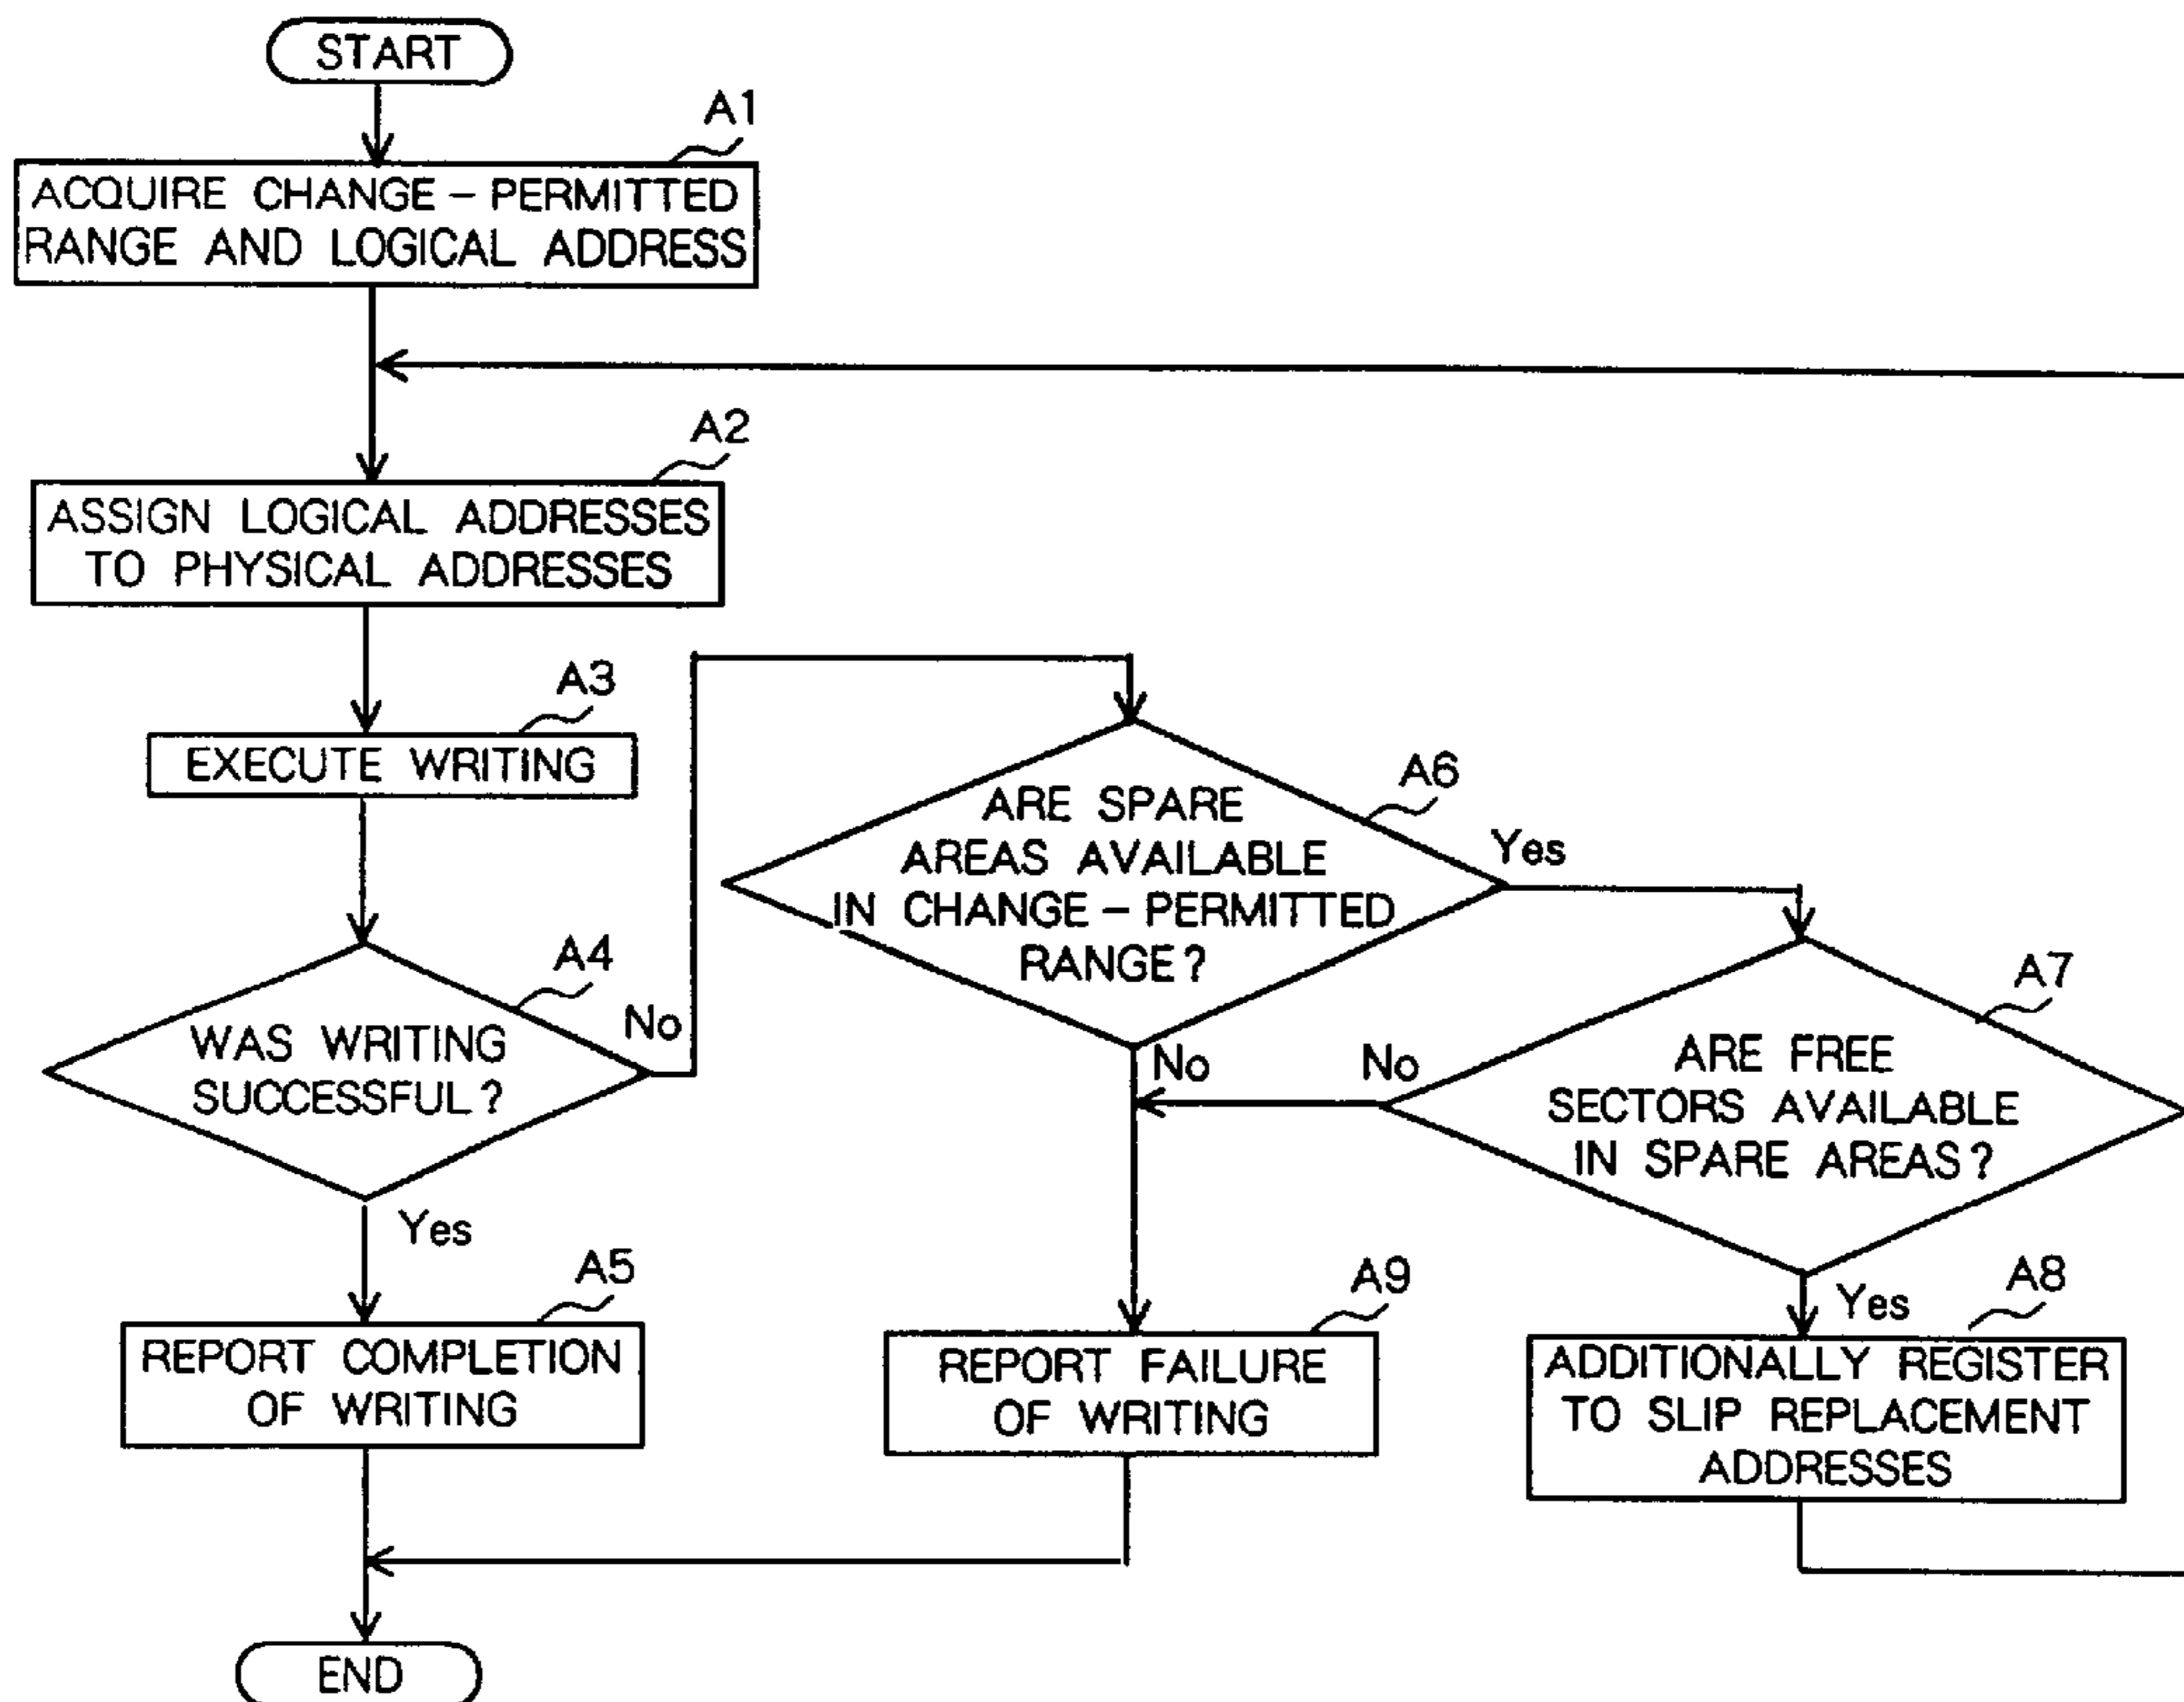 START
A1
ACQUIRE CHANGE – PERMITTED
RANGE AND LOGICAL ADDRESS
A2
ASSIGN LOGICAL ADDRESSES
TO PHYSICAL ADDRESSES
A3
EXECUTE WRITING
A4
WAS WRITING
SUCCESSFUL?
No
Yes
A5
REPORT COMPLETION
OF WRITING
A6
ARE SPARE
AREAS AVAILABLE
IN CHANGE – PERMITTED
RANGE?
Yes
No
A7
ARE FREE
SECTORS AVAILABLE
IN SPARE AREAS?
No
Yes
A8
ADDITIONALLY REGISTER
TO SLIP REPLACEMENT
ADDRESSES
A9
REPORT FAILURE
OF WRITING
END